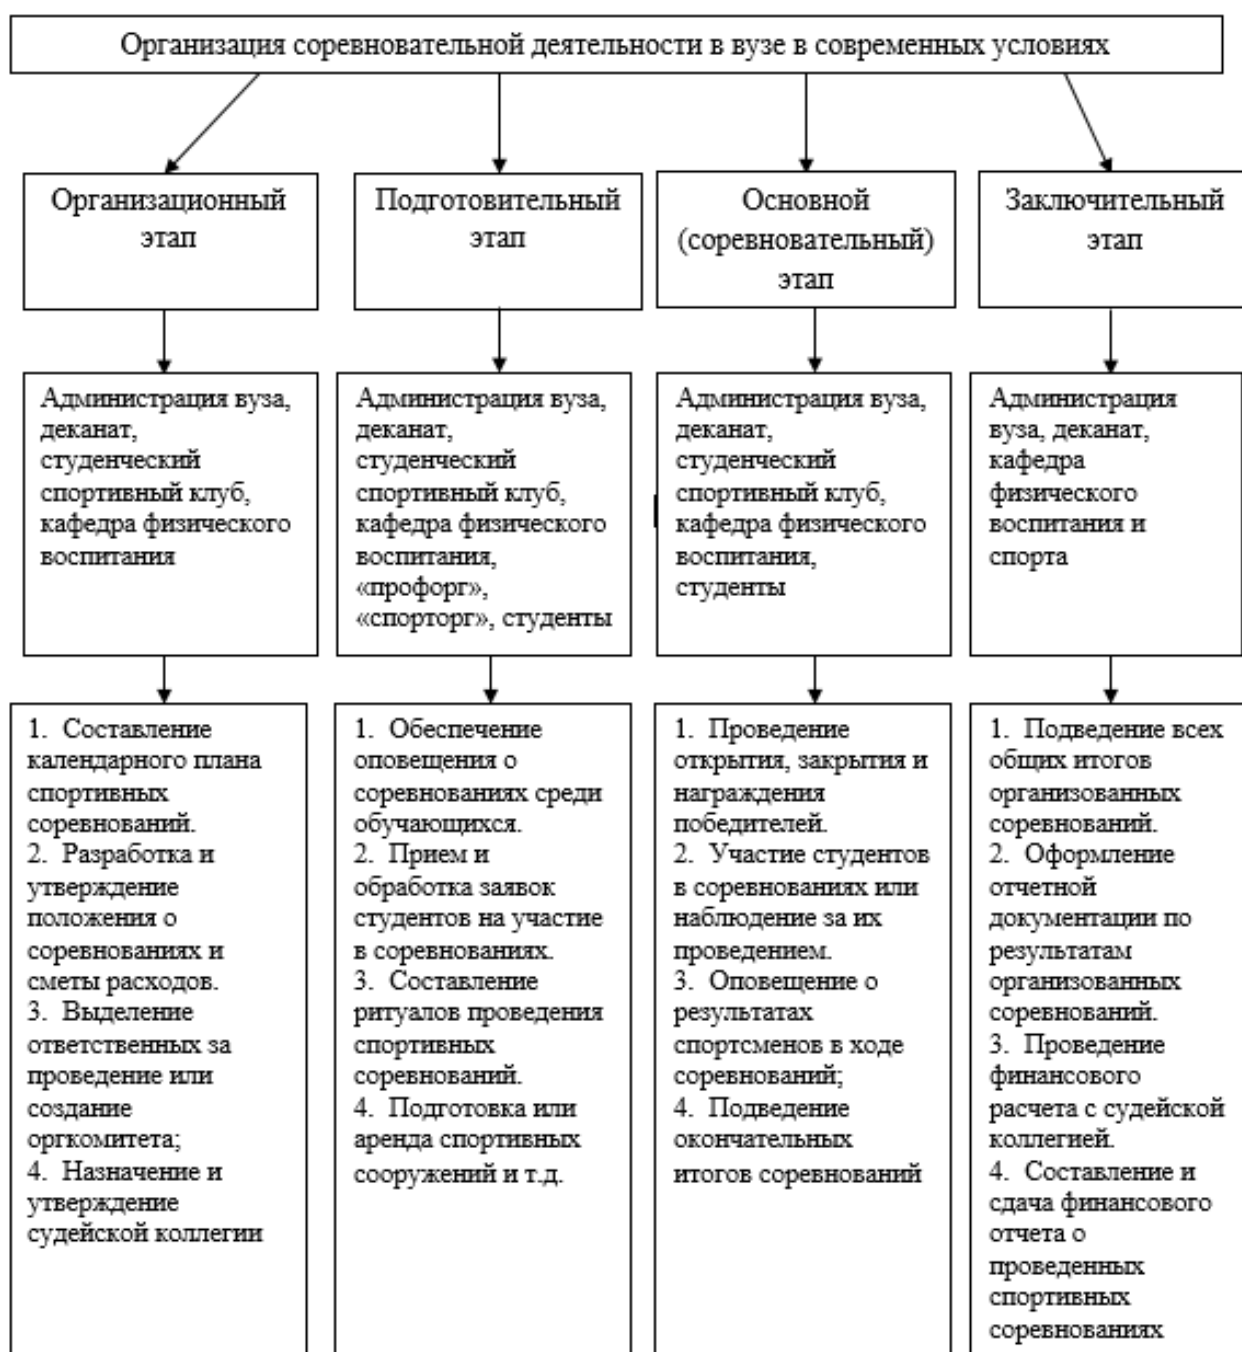 Организация соревновательной деятельности в вузе в современных условиях
Организационный
этап
Подготовительный
этап
Основной
(соревновательный)
этап
Заключительный
этап
Администрация вуза,
деканат,
студенческий
спортивный клуб,
кафедра физического
воспитания
Администрация вуза,
деканат,
студенческий
спортивный клуб,
кафедра физического
воспитания,
«профорг»,
«спорторг», студенты
Администрация вуза,
деканат,
студенческий
спортивный клуб,
кафедра физического
воспитания,
студенты
Администрация
вуза, деканат,
кафедра
физического
воспитания и
спорта
1. Составление
календарного плана
спортивных
соревнований.
2. Разработка и
утверждение
положения о
соревнованиях и
сметы расходов.
3. Выделение
ответственных за
проведение или
создание
оргкомитета;
4. Назначение и
утверждение
судейской коллегии
1. Обеспечение
оповещения о
соревнованиях среди
обучающихся.
2. Прием и
обработка заявок
студентов на участие
в соревнованиях.
3. Составление
ритуалов проведения
спортивных
соревнований.
4. Подготовка или
аренда спортивных
сооружений и т.д.
1. Проведение
открытия, закрытия и
награждения
победителей.
2. Участие студентов
в соревнованиях или
наблюдение за их
проведением.
3. Оповещение о
результатах
спортсменов в ходе
соревнований;
4. Подведение
окончательных
итогов соревнований
1. Подведение всех
общих итогов
организованных
соревнований.
2. Оформление
отчетной
документации по
результатам
организованных
соревнований.
3. Проведение
финансового
расчета с судейской
коллегией.
4. Составление и
сдача финансового
отчета о
проведенных
спортивных
соревнованиях